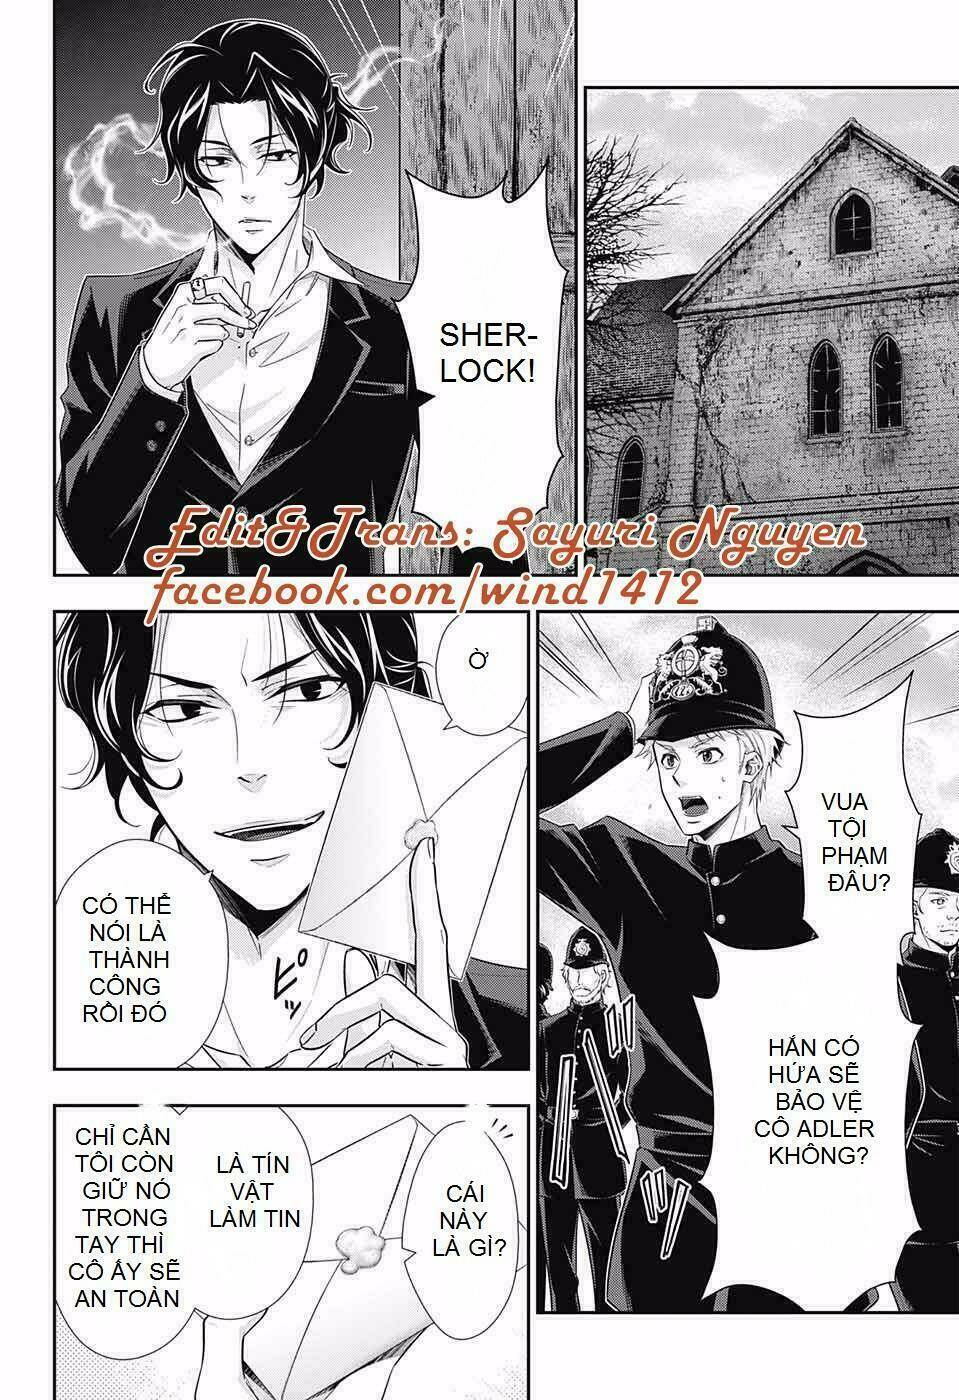 SHER-
LOCK!
Edit&Trans: Sayuri Nguyen
facebook.com/wind1412
VUA
TỘI
PHẠM
ĐÂU?
HẮN CÓ
HỨA SẼ
BẢO VỆ
CÔ ADLER
KHÔNG?
Ờ
CÓ THỂ
NÓI LÀ
THÀNH
CÔNG
RỒI ĐÓ
ピッ
CÁI
NÀY
LÀ GÌ?
LÀ TÍN
VẬT
LÀM TIN
CHỈ CẦN
TÔI CÒN
GIỮ NÓ
TRONG
TAY THÌ
CÔ ẤY SẼ
AN TOÀN